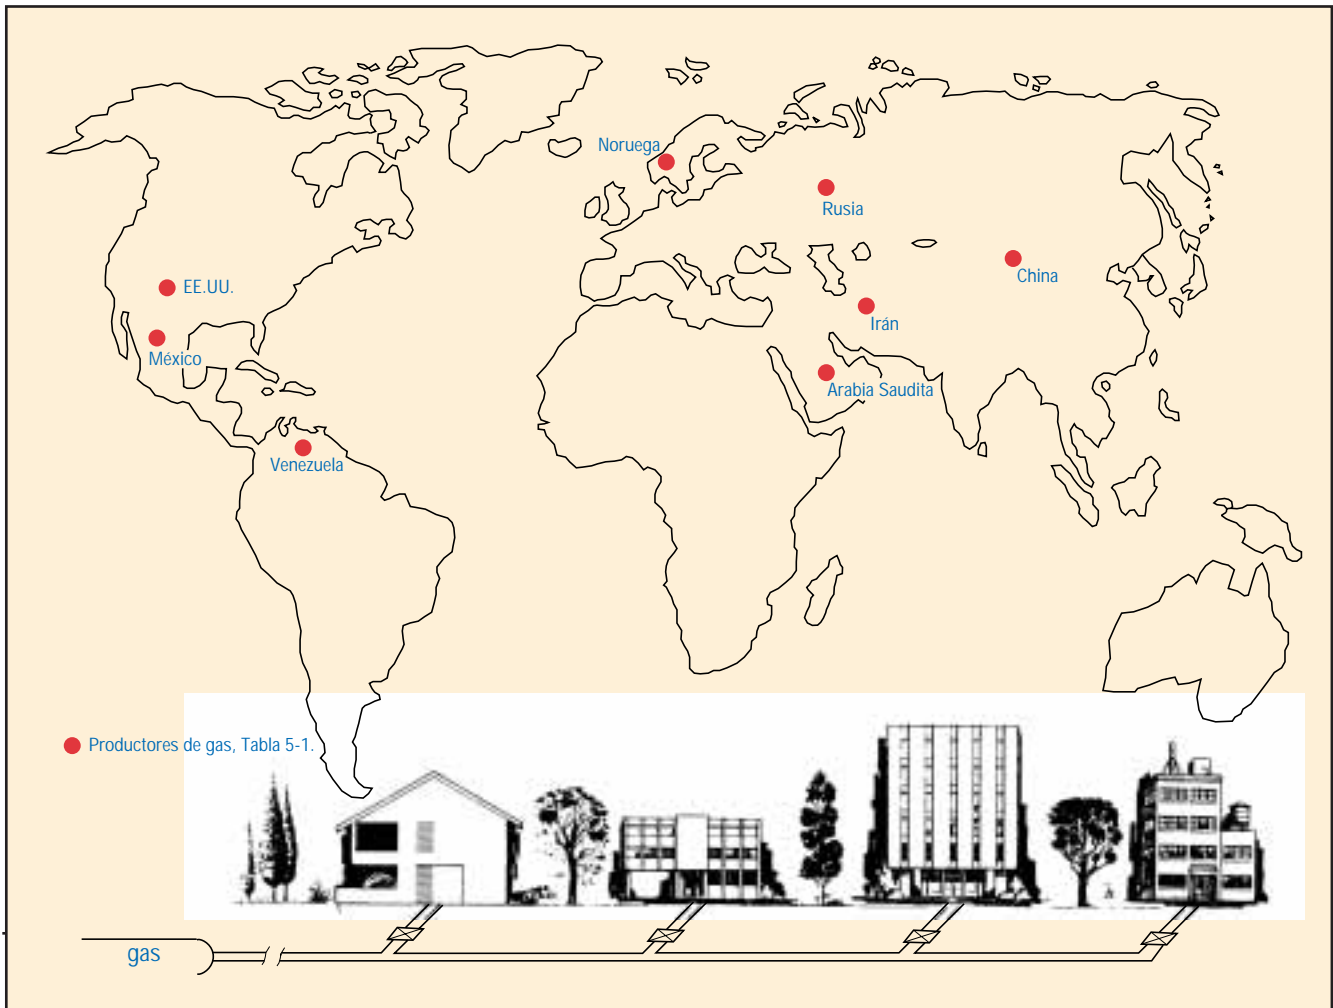 Noruega
Rusia
China
EE.UU.
Irán
México
Arabia Saudita
Venezuela
Productores de gas, Tabla 5-1.
gas